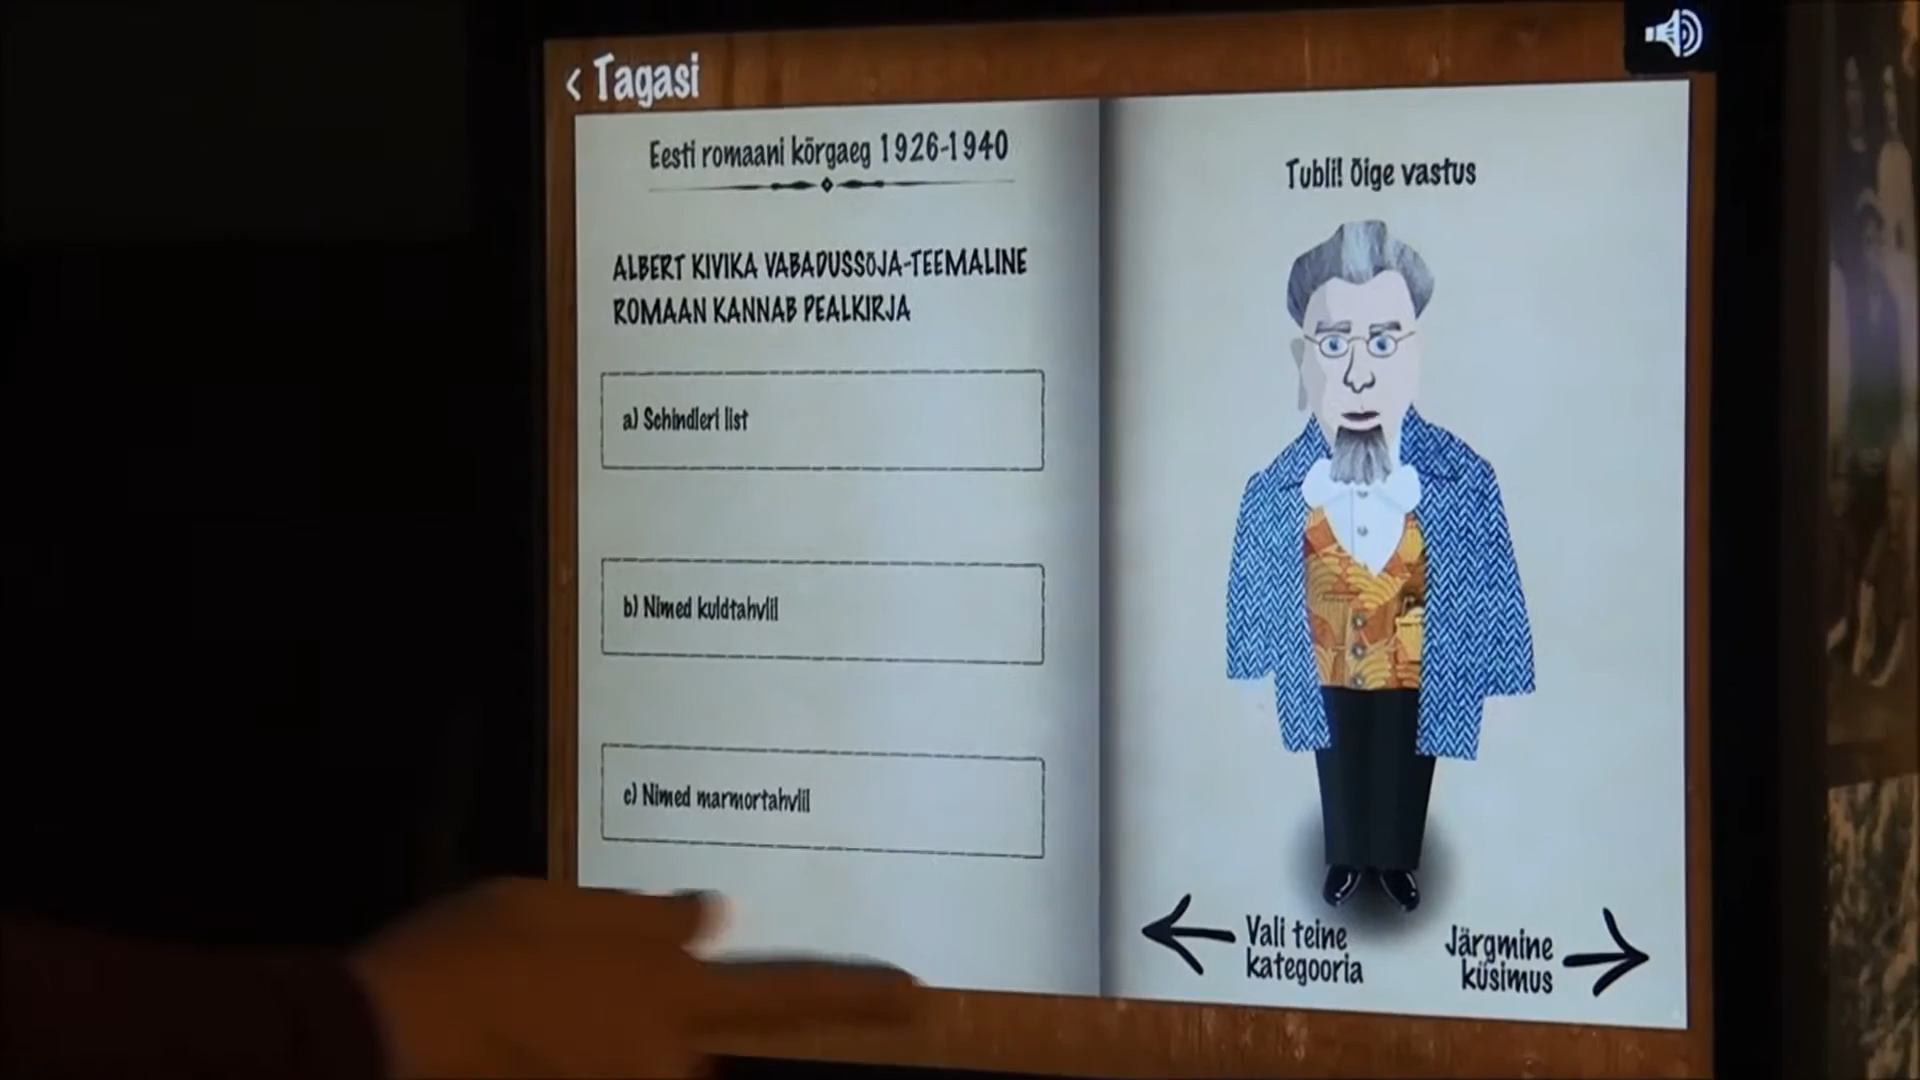 < Tagasi
Eesti romaani kõrgaeg 1926-1940
ALBERT KIVIKA VABADUSSÕJA-TEEMALINE
ROMAAN KANNAB PEALKIRJA
a) Schindleri list
b) Nimed kuldtahvlil
c) Nimed marmortahvlil
Tubli! Õige vastus
Vali teine
kategooria
Järgmine
küsimus